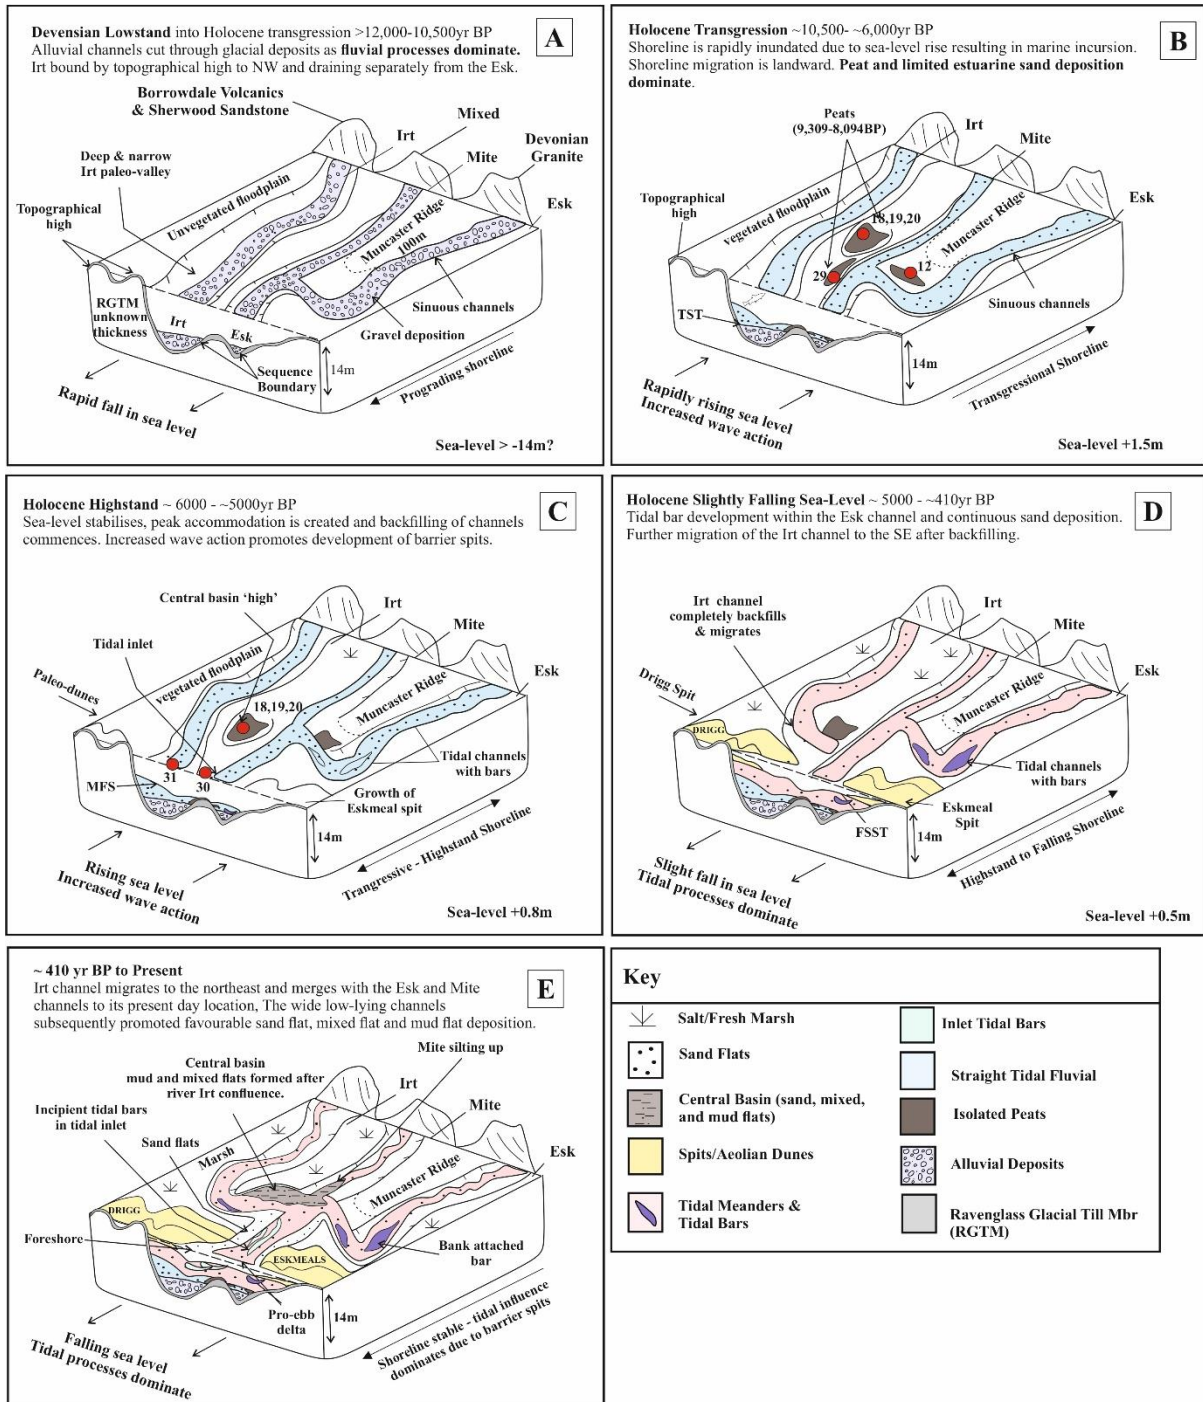 Devensian Lowstand into Holocene transgression >12,000-10,500yr BP
Alluvial channels cut through glacial deposits as fluvial processes dominate.
Irt bound by topographical high to NW and draining separately from the Esk.
A
Borrowdale Volcanics
& Sherwood Sandstone
Mixed
Irt
Devonian
Granite
Mite
Deep & narrow
Irt paleo-valley
Esk
Topographical
high
Unvegetated floodplain
Muncaster Ridge
100m
RGTM
unknown
thickness
Irt
Esk
Sinuous channels
Gravel deposition
Sequence
Boundary
14m
Prograding shoreline
Rapid fall in sea level
Sea-level > -14m?
Holocene Transgression ~10,500- ~6,000yr BP
Shoreline is rapidly inundated due to sea-level rise resulting in marine incursion.
Shoreline migration is landward. Peat and limited estuarine sand deposition
dominate.
B
Peats
(9,309-8,094BP)
Irt
Mite
Esk
Topographical
high
vegetated floodplain
18,19,20
Muncaster Ridge
29
12
TST
Sinuous channels
14m
Transgressional Shoreline
Rapidly rising sea level
Increased wave action
Sea-level +1.5m
Holocene Highstand ~ 6000 - ~5000yr BP
Sea-level stabilises, peak accommodation is created and backfilling of channels
commences. Increased wave action promotes development of barrier spits.
C
Central basin ‘high’
Irt
Mite
Tidal inlet
Esk
Paleo-dunes
vegetated floodplain
18,19,20
Muncaster Ridge
31
30
Tidal channels
with bars
MFS
Growth of
Eskmeal spit
14m
Trangressive - Highstand Shoreline
Rising sea level
Increased wave action
Sea-level +0.8m
Holocene Slightly Falling Sea-Level ~ 5000 - ~410yr BP
Tidal bar development within the Esk channel and continuous sand deposition.
Further migration of the Irt channel to the SE after backfilling.
D
Irt channel
completely backfills
& migrates
Irt
Mite
Esk
Drigg Spit
DRIGG
Muncaster Ridge
Tidal channels
with bars
Eskmeal
Spit
FSST
14m
Highstand to Falling Shoreline
Slight fall in sea level
Tidal processes dominate
Sea-level +0.5m
~ 410 yr BP to Present
Irt channel migrates to the northeast and merges with the Esk and Mite
channels to its present day location, The wide low-lying channels
subsequently promoted favourable sand flat, mixed flat and mud flat deposition.
E
Mite silting up
Central basin
mud and mixed flats formed after
river Irt confluence.
Irt
Mite
Incipient tidal bars
in tidal inlet
Sand flats
Esk
Marsh
Muncaster Ridge
DRIGG
Foreshore
ESKMEALS
Bank attached
bar
Pro-ebb
delta
14m
Shoreline stable - tidal influence
dominates due to barrier spits
Falling sea level
Tidal processes dominate
Key
Salt/Fresh Marsh
Sand Flats
Central Basin (sand, mixed,
and mud flats)
Spits/Aeolian Dunes
Tidal Meanders &
Tidal Bars
Inlet Tidal Bars
Straight Tidal Fluvial
Isolated Peats
Alluvial Deposits
Ravenglass Glacial Till Mbr
(RGTM)